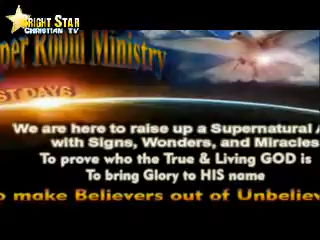 Bright Star
CHRISTIAN TV
per Room Ministry
ST DAYS
We are here to raise up a Supernatural
with Signs, Wonders, and Miracles
To prove who the True & Living GOD is
To bring Glory to HIS name
o make Believers out of Unbelie